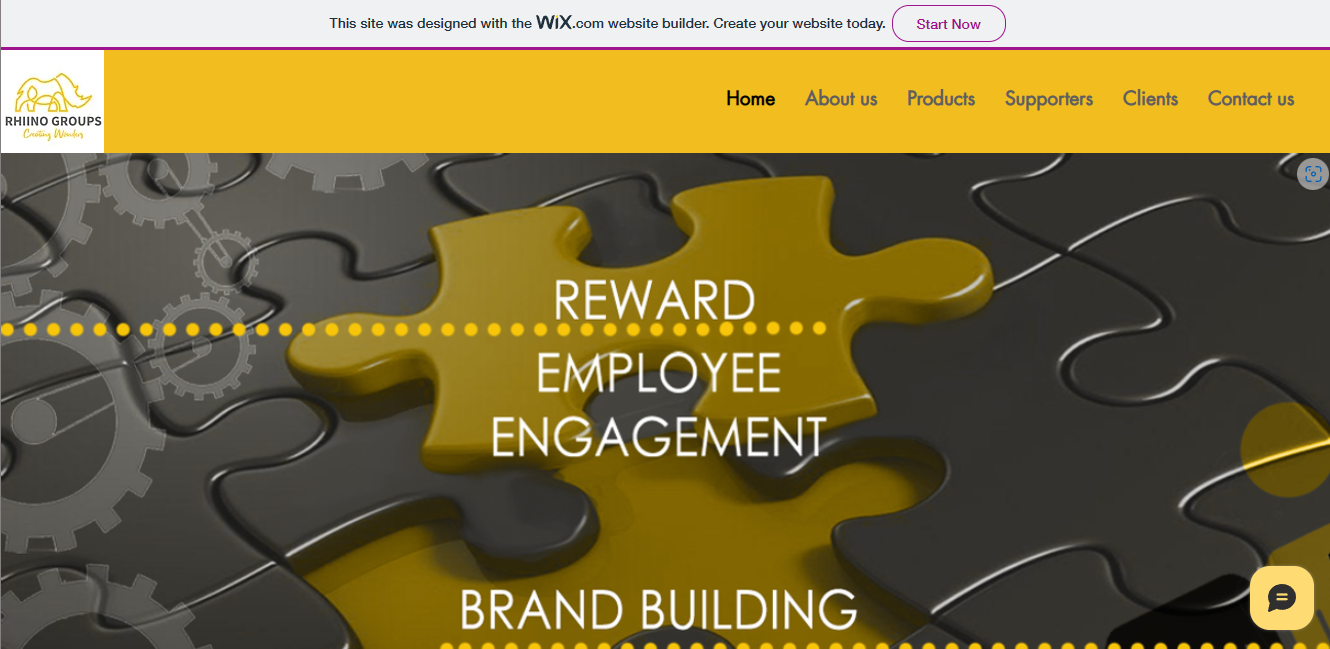 This site was designed with the WiX.com website builder. Create your website today. Start Now
RHIINO GROUPS
Creating Wonders
Home About us Products Supporters Clients Contact us
REWARD
EMPLOYEE
ENGAGEMENT
BRAND BUILDING